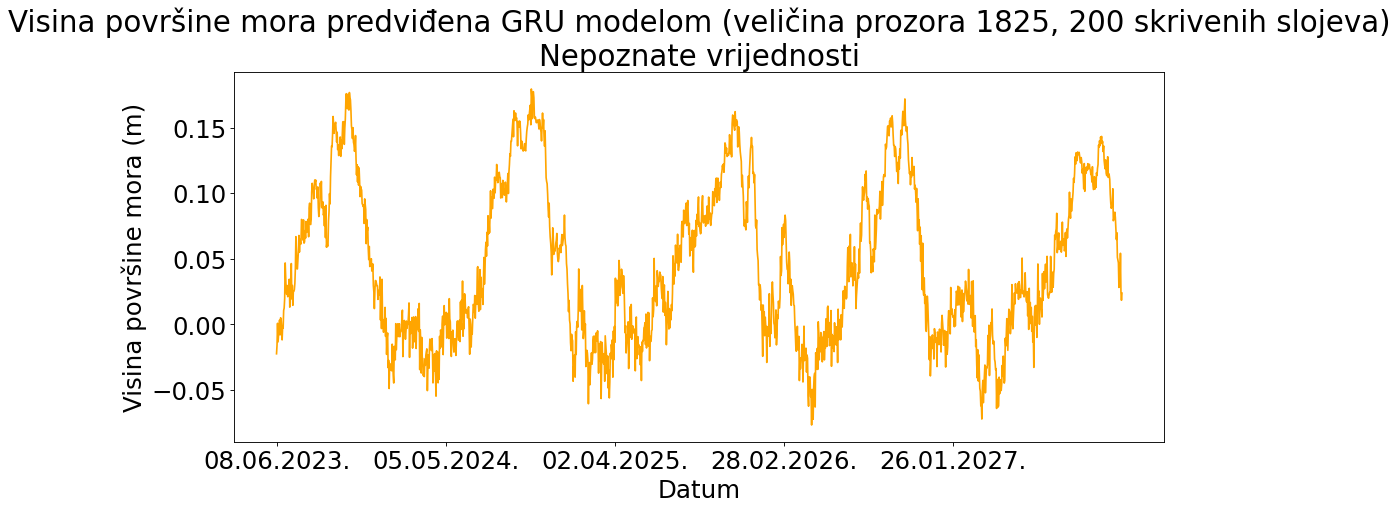 Visina površine mora predviđena GRU modelom (veličina prozora 1825, 200 skrivenih slojeva)
Nepoznate vrijednosti
Visina površine mora (m)
0.15
0.10
0.05
0.00
−0.05
08.06.2023. 05.05.2024. 02.04.2025. 28.02.2026. 26.01.2027.
Datum